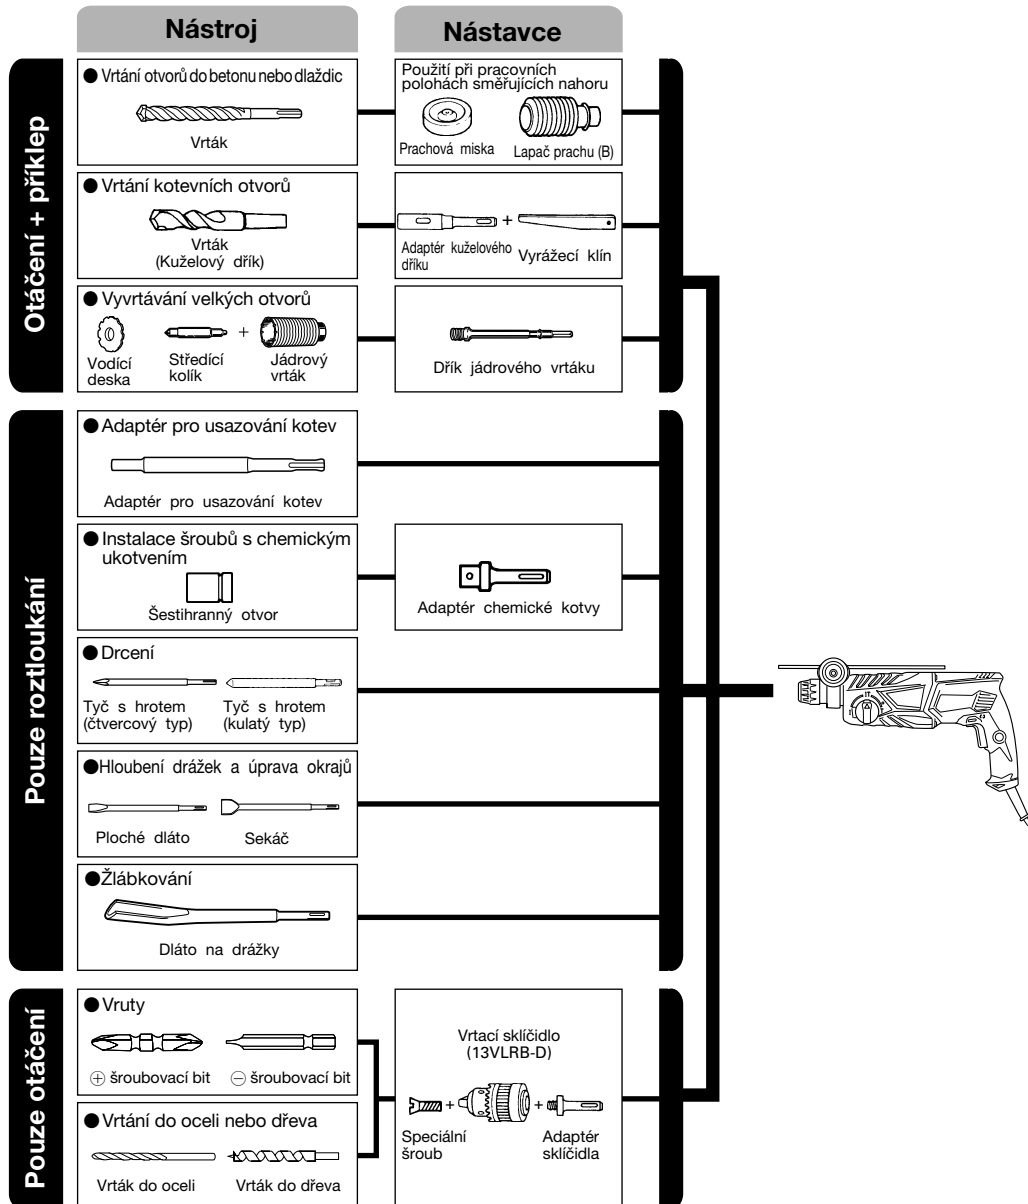 Nástroj
Nástavce
Otáčení + příklep
● Vrtání otvorů do betonu nebo dlaždic
Vrták
Použití při pracovních
polohách směřujících nahoru
Prachová miska
Lapač prachu (B)
● Vrtání kotevních otvorů
Vrták
(Kuželový dřík)
+
Adaptér kuželového
dříku
Vyrážecí klín
● Vyvrtávání velkých otvorů
+
Vodící
deska
Středící
kolík
Jádrový
vrták
Dřík jádrového vrtáku
Pouze roztloukání
● Adaptér pro usazování kotev
Adaptér pro usazování kotev
● Instalace šroubů s chemickým
ukotvením
Šestihranný otvor
Adaptér chemické kotvy
● Drcení
Tyč s hrotem
(čtvercový typ)
Tyč s hrotem
(kulatý typ)
●Hloubení drážek a úprava okrajů
Ploché dláto
Sekáč
●Žlábkování
Dláto na drážky
Pouze otáčení
● Vruty
⊕ šroubovací bit
⊖ šroubovací bit
● Vrtání do oceli nebo dřeva
Vrták do oceli
Vrták do dřeva
Vrtací sklíčidlo
(13VLRB-D)
+
+
Speciální
šroub
Adaptér
sklíčidla